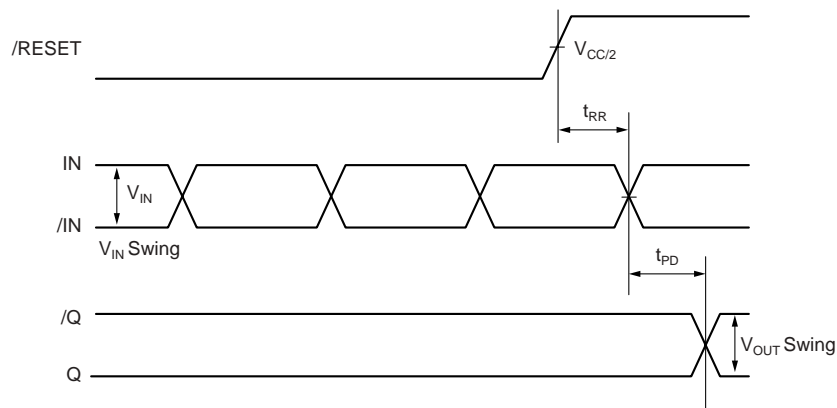 /RESET
VCC/2
tRR
IN
VIN
/IN
VIN Swing
tPD
/Q
VOUT Swing
Q